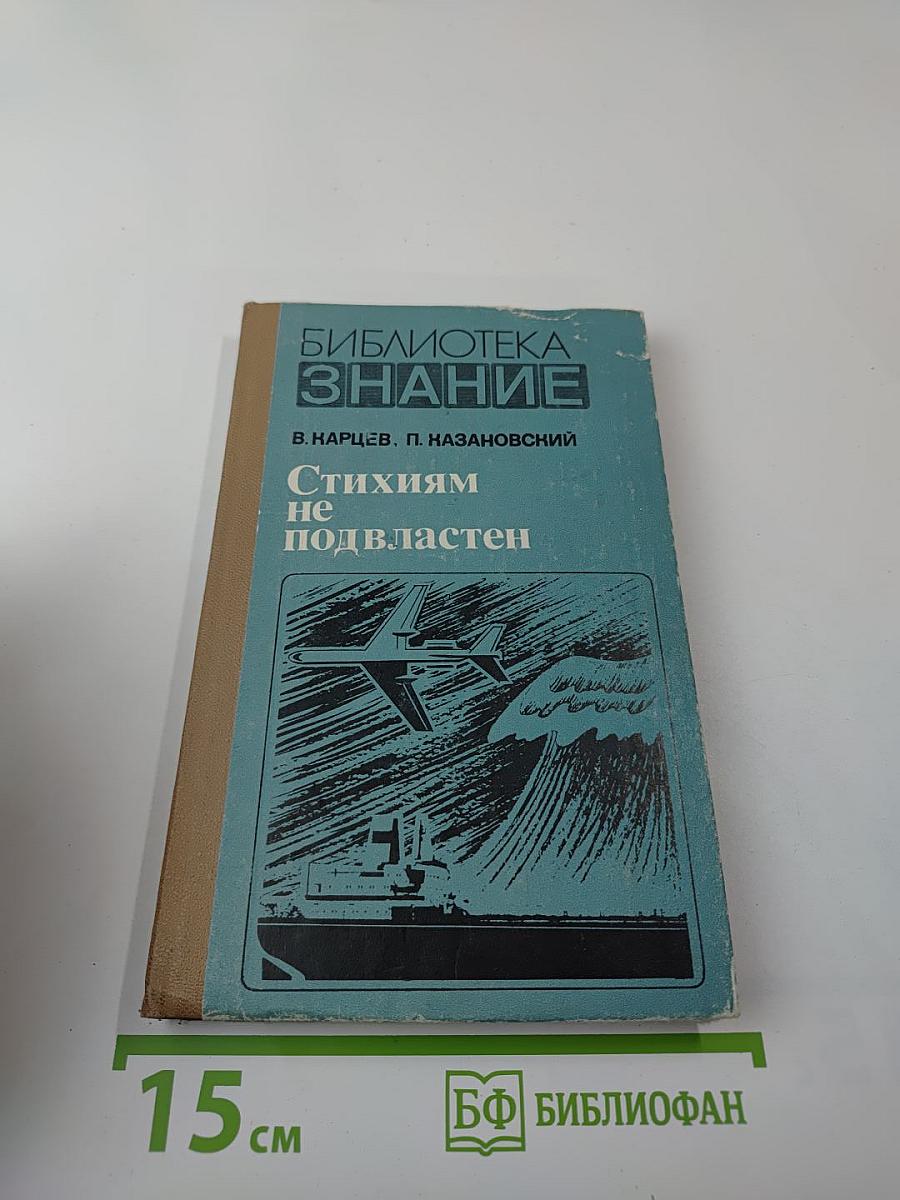 БИБЛИОТЕКА
ЗНАНИЕ
В. КАРЦЕВ, П. КАЗАНОВСКИЙ
Стихиям
не
подвластен
15 см
БФ БИБЛИОФАН